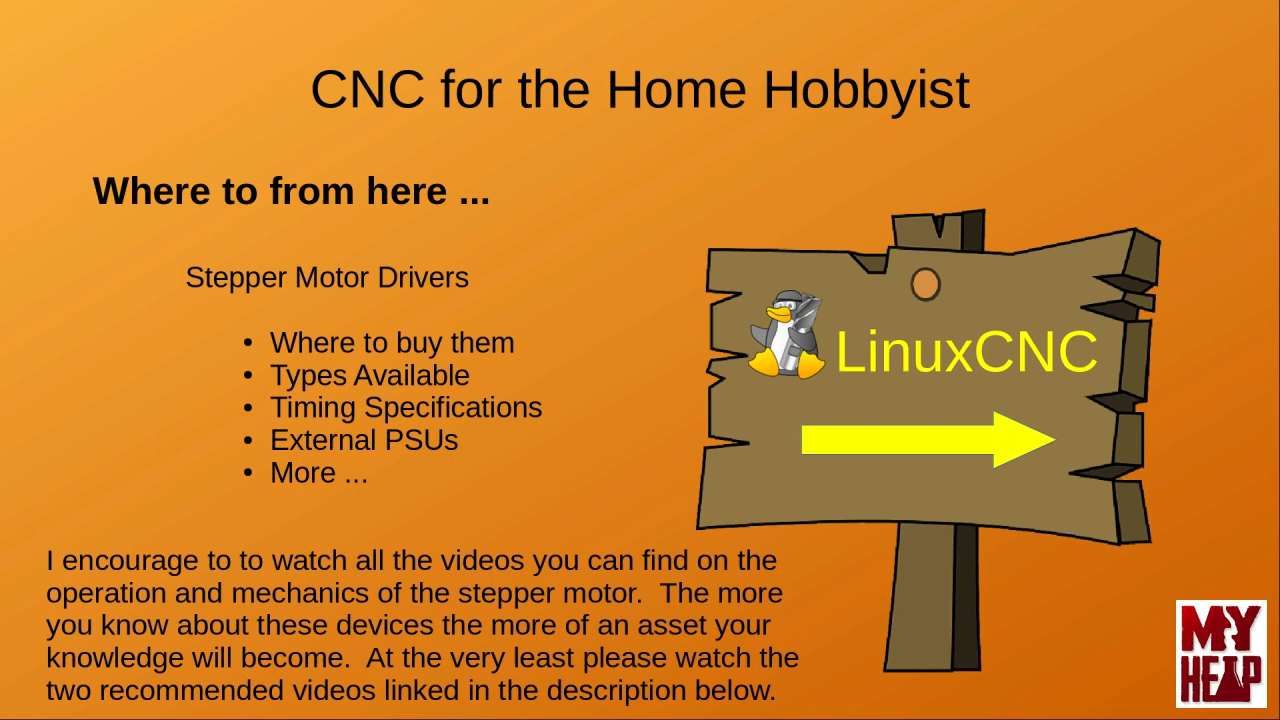 CNC for the Home Hobbyist
Where to from here ...
Stepper Motor Drivers
• Where to buy them
• Types Available
• Timing Specifications
• External PSUs
• More ...
LinuxCNC
I encourage to to watch all the videos you can find on the
operation and mechanics of the stepper motor.  The more
you know about these devices the more of an asset your
knowledge will become.  At the very least please watch the
two recommended videos linked in the description below.
MY
HEAP